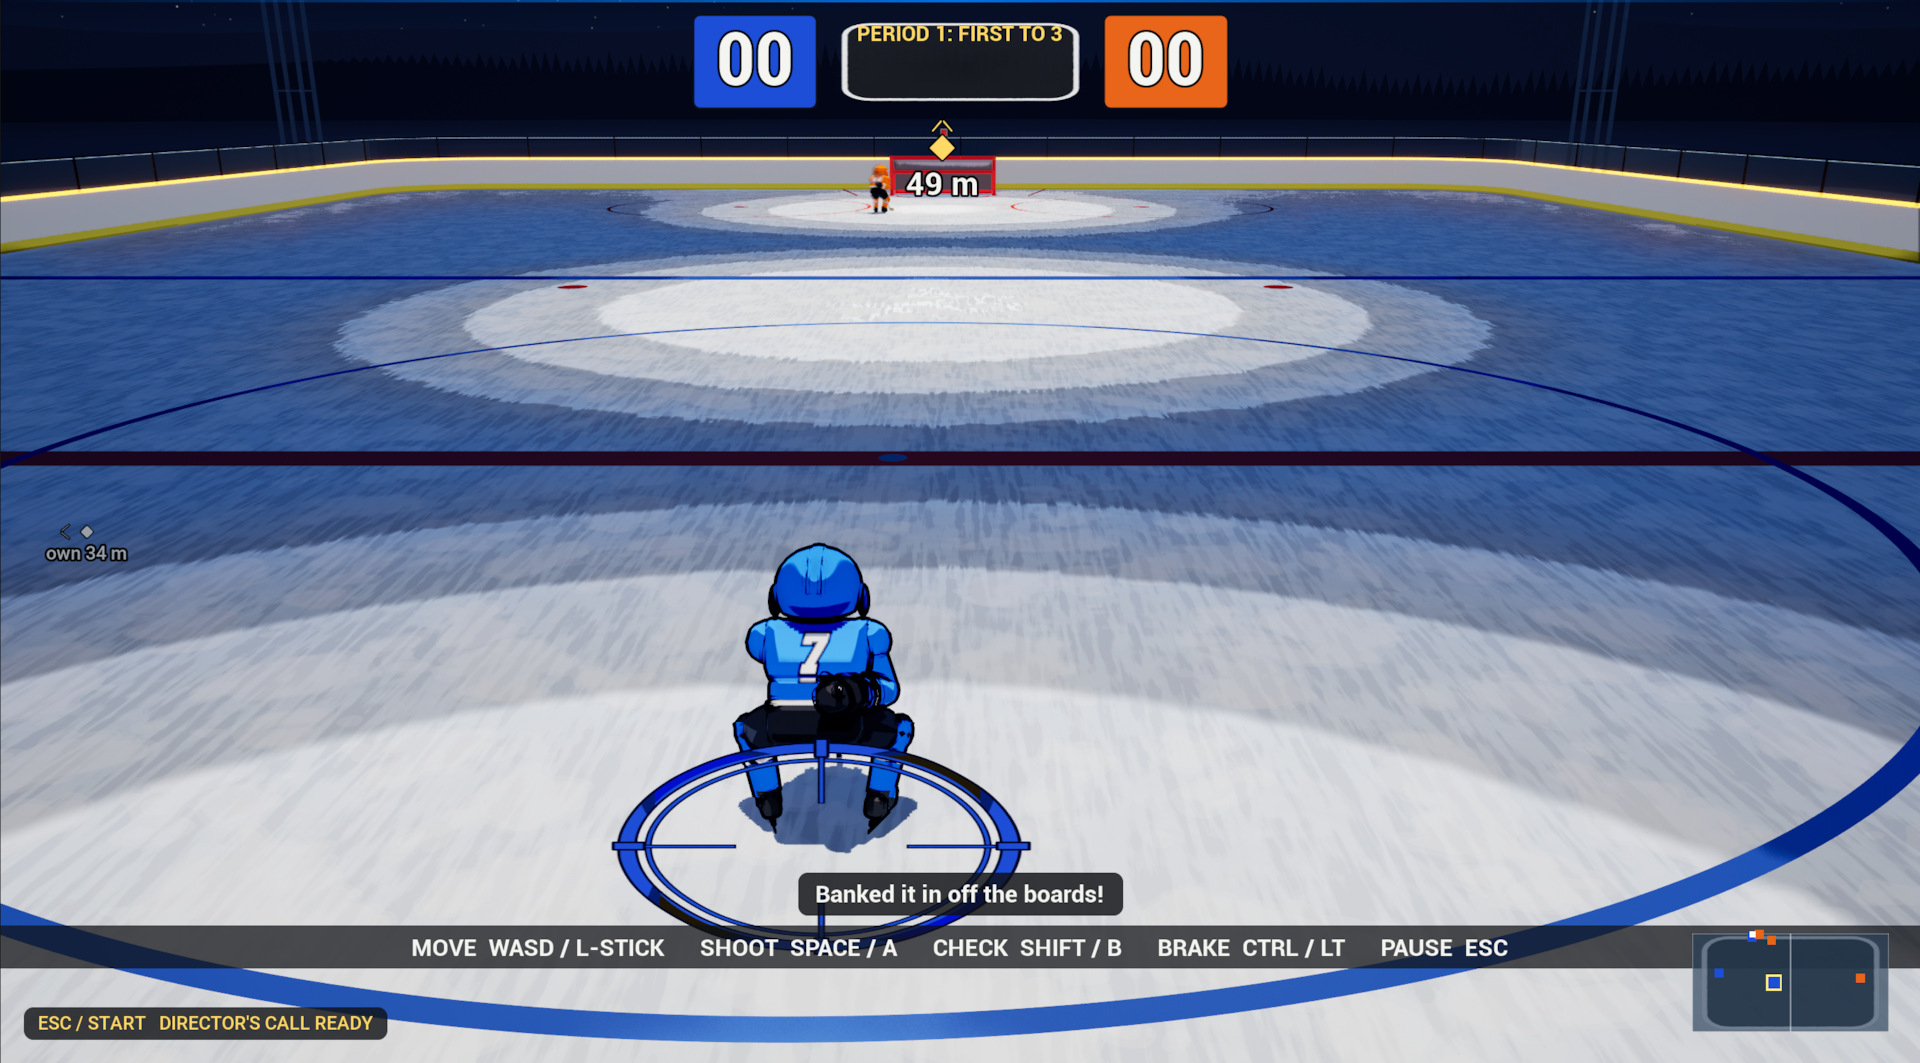 00
PERIOD 1: FIRST TO 3
00
49 m
own 34 m
7
Banked it in off the boards!
MOVE WASD / L-STICK SHOOT SPACE / A CHECK SHIFT / B BRAKE CTRL / LT PAUSE ESC
ESC / START DIRECTOR'S CALL READY